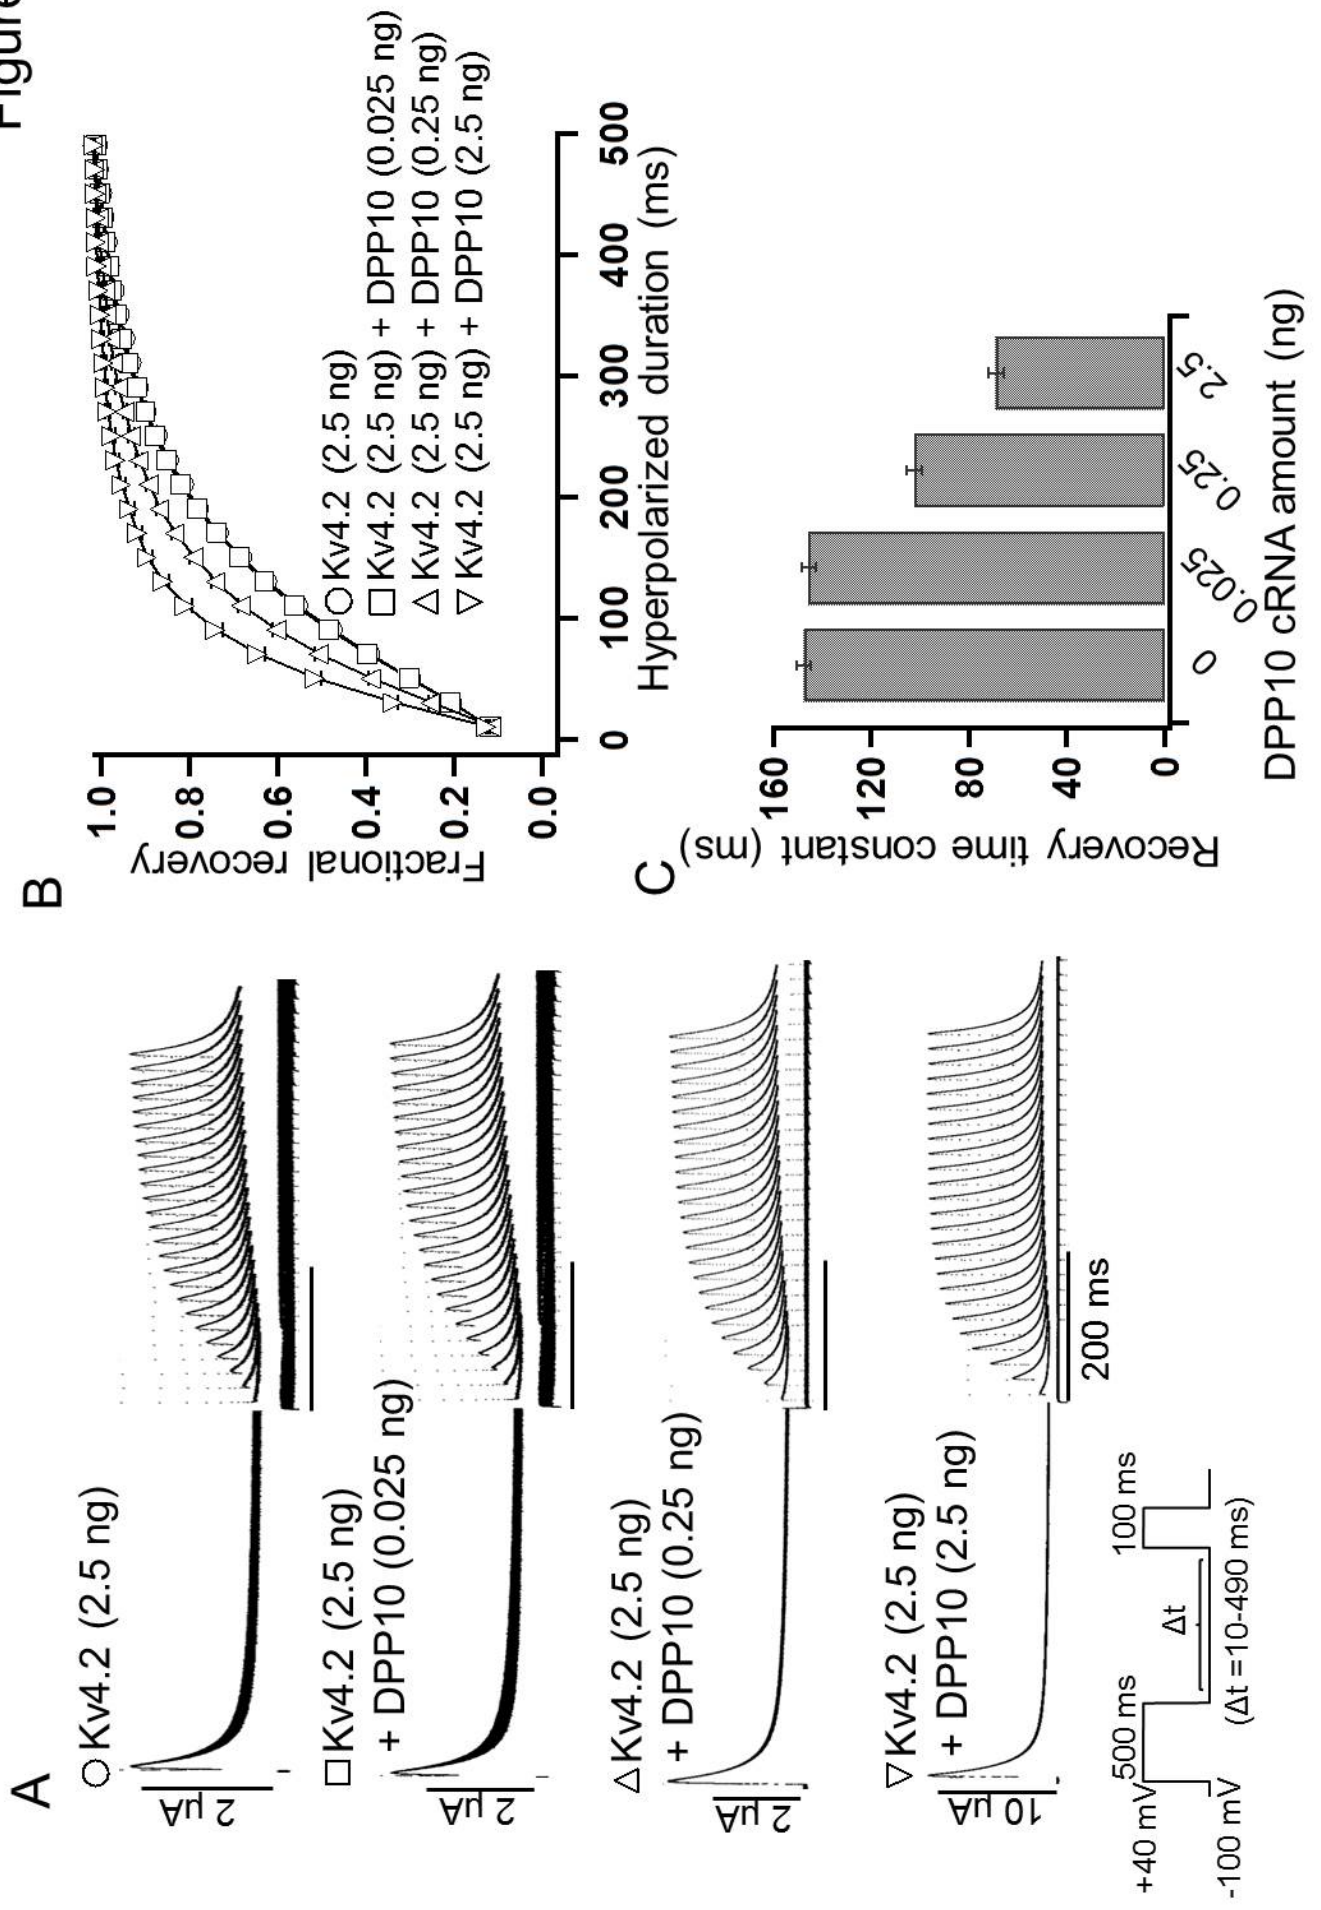 Figure
A
Kv4.2 (2.5 ng)
2 μA
Kv4.2 (2.5 ng)
+ DPP10 (0.025 ng)
2 μA
Kv4.2 (2.5 ng)
+ DPP10 (0.25 ng)
2 μA
Kv4.2 (2.5 ng)
+ DPP10 (2.5 ng)
10 μA
200 ms
+40 mV
500 ms
Δt
100 ms
-100 mV
(Δt =10-490 ms)
B
Fractional recovery
1.0
0.8
0.6
0.4
0.2
0.0
Kv4.2 (2.5 ng)
Kv4.2 (2.5 ng) + DPP10 (0.025 ng)
Kv4.2 (2.5 ng) + DPP10 (0.25 ng)
Kv4.2 (2.5 ng) + DPP10 (2.5 ng)
0 100 200 300 400 500
Hyperpolarized duration (ms)
C
Recovery time constant (ms)
160
120
80
40
0
0 0.025 0.25 2.5
DPP10 cRNA amount (ng)